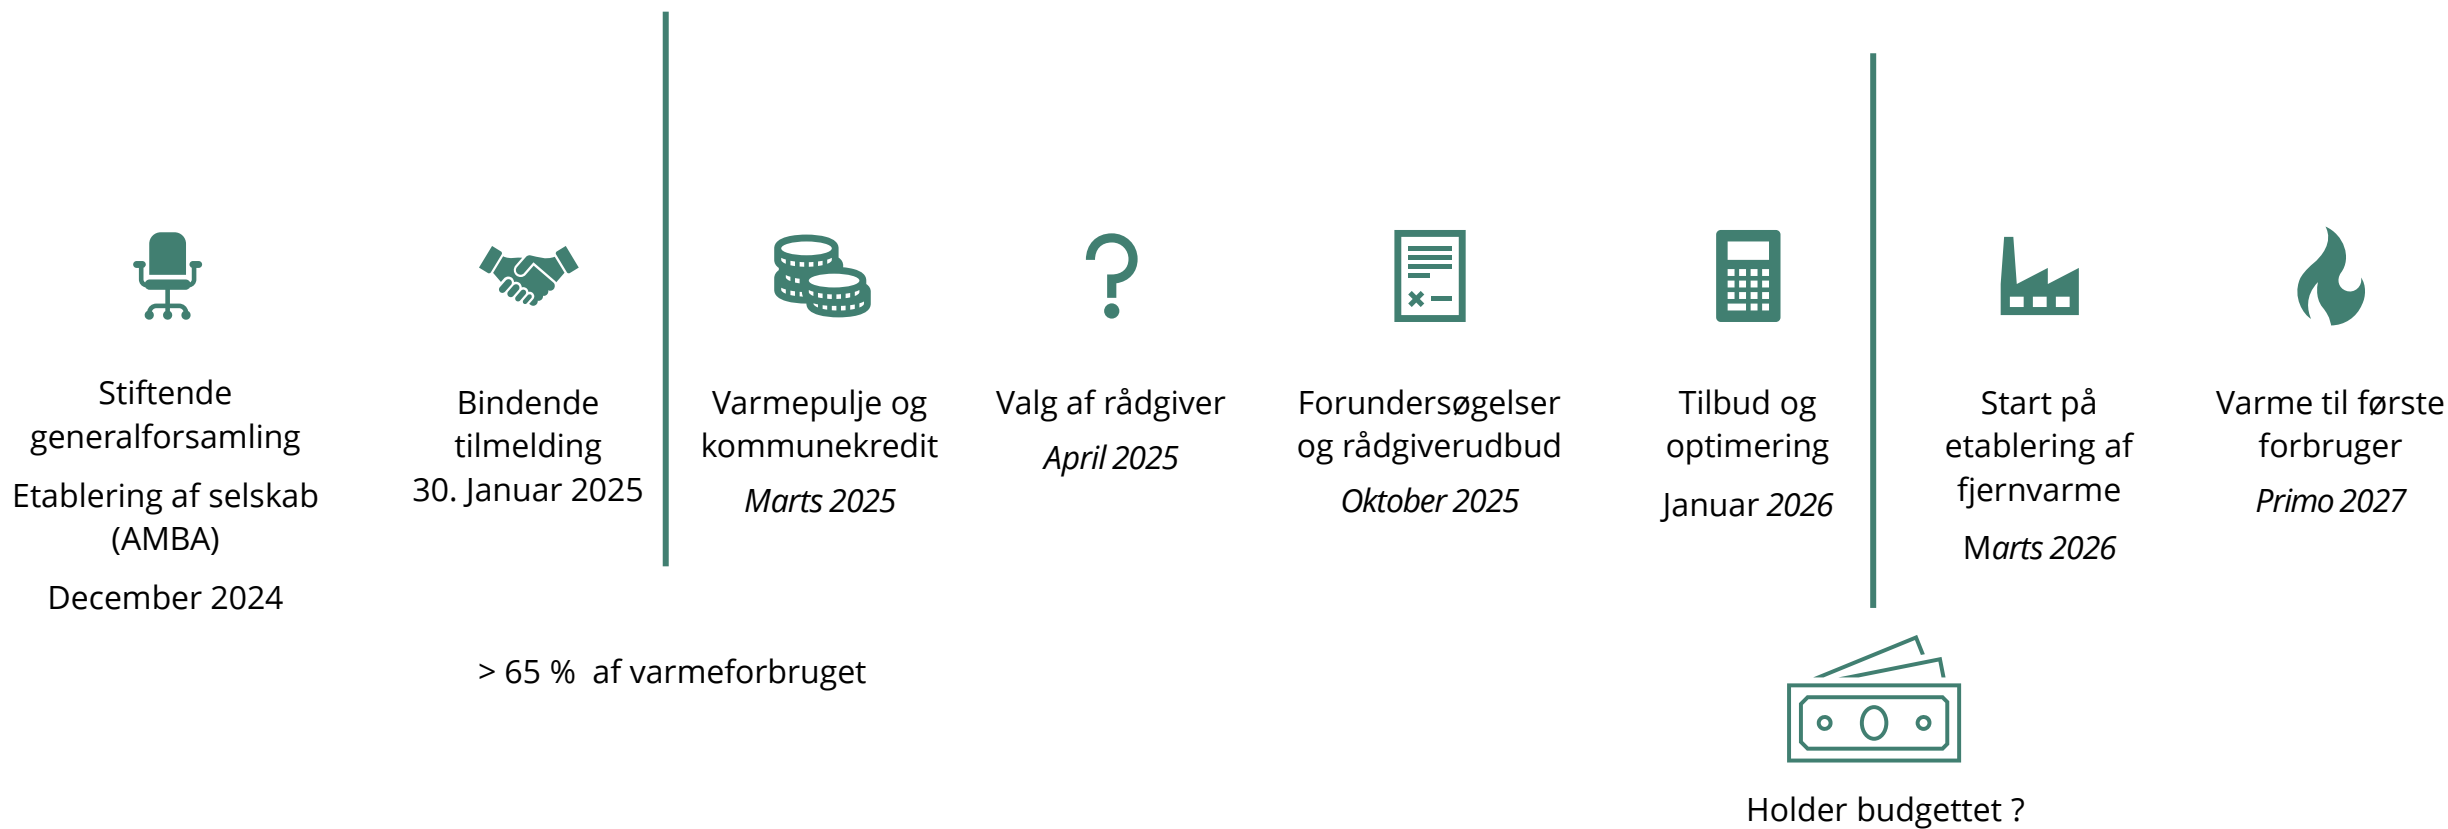 Stiftende
generalforsamling
Etablering af selskab
(AMBA)
December 2024
Bindende
tilmelding
30. Januar 2025
> 65 %  af varmeforbruget
Varmepulje og
kommunekredit
Marts 2025
Valg af rådgiver
April 2025
Forundersøgelser
og rådgiverudbud
Oktober 2025
Tilbud og
optimering
Januar 2026
Holder budgettet ?
Start på
etablering af
fjernvarme
Marts 2026
Varme til første
forbruger
Primo 2027